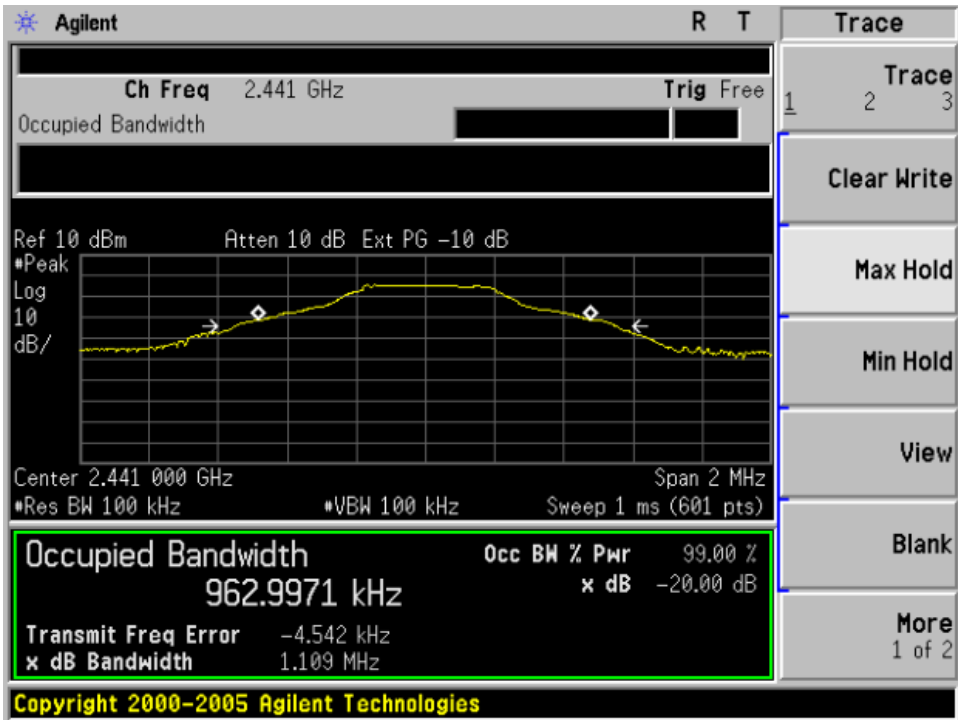 Agilent R T Trace
Ch Freq 2.441 GHz Trig Free
Occupied Bandwidth
Trace
1 2 3
Clear Write
Max Hold
Min Hold
View
Blank
More
1 of 2
Ref 10 dBm Atten 10 dB Ext PG -10 dB
#Peak
Log
10
dB/
Center 2.441 000 GHz Span 2 MHz
#Res BW 100 kHz #VBW 100 kHz Sweep 1 ms (601 pts)
Occupied Bandwidth Occ BW % Pwr 99.00 %
962.9971 kHz x dB -20.00 dB
Transmit Freq Error -4.542 kHz
x dB Bandwidth 1.109 MHz
Copyright 2000-2005 Agilent Technologies